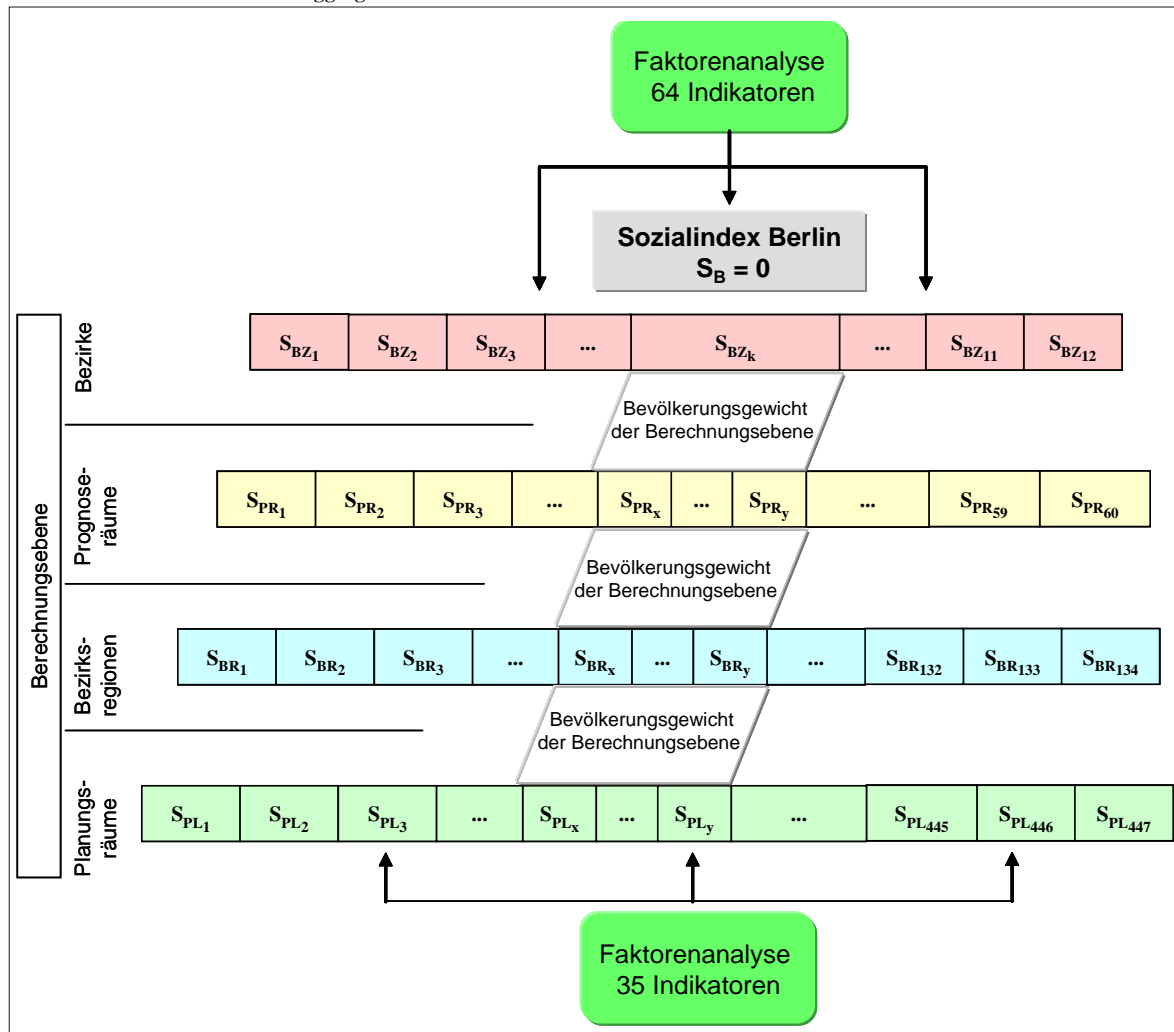 Faktorenanalyse
64 Indikatoren
Sozialindex Berlin
S_B = 0
Berechnungsebene
Bezirke
S_BZ1 S_BZ2 S_BZ3 ... S_BZk ... S_BZ11 S_BZ12
Bevölkerungsgewicht
der Berechnungsebene
Prognose-
räume
S_PR1 S_PR2 S_PR3 ... S_PRx ... S_PRy ... S_PR59 S_PR60
Bevölkerungsgewicht
der Berechnungsebene
Bezirks-
regionen
S_BR1 S_BR2 S_BR3 ... S_BRx ... S_BRy ... S_BR132 S_BR133 S_BR134
Bevölkerungsgewicht
der Berechnungsebene
Planungs-
räume
S_PL1 S_PL2 S_PL3 ... S_PLx ... S_PLy ... S_PL445 S_PL446 S_PL447
Faktorenanalyse
35 Indikatoren